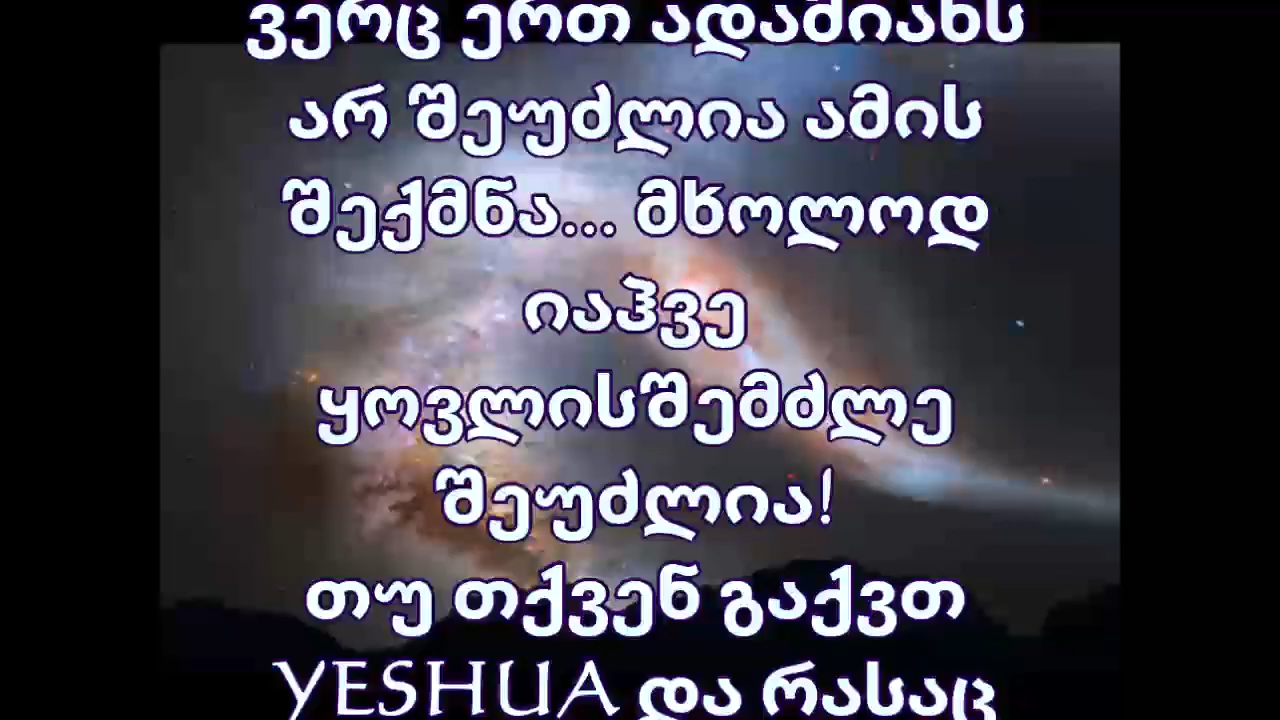 ვერც ერთ ადამიანს
არ შეუძლია ამის
შექმნა... მხოლოდ
იაჰვე
ყოვლისშემძლე
შეუძლია!
თუ თქვენ გაქვთ
YESHUA და რასაც